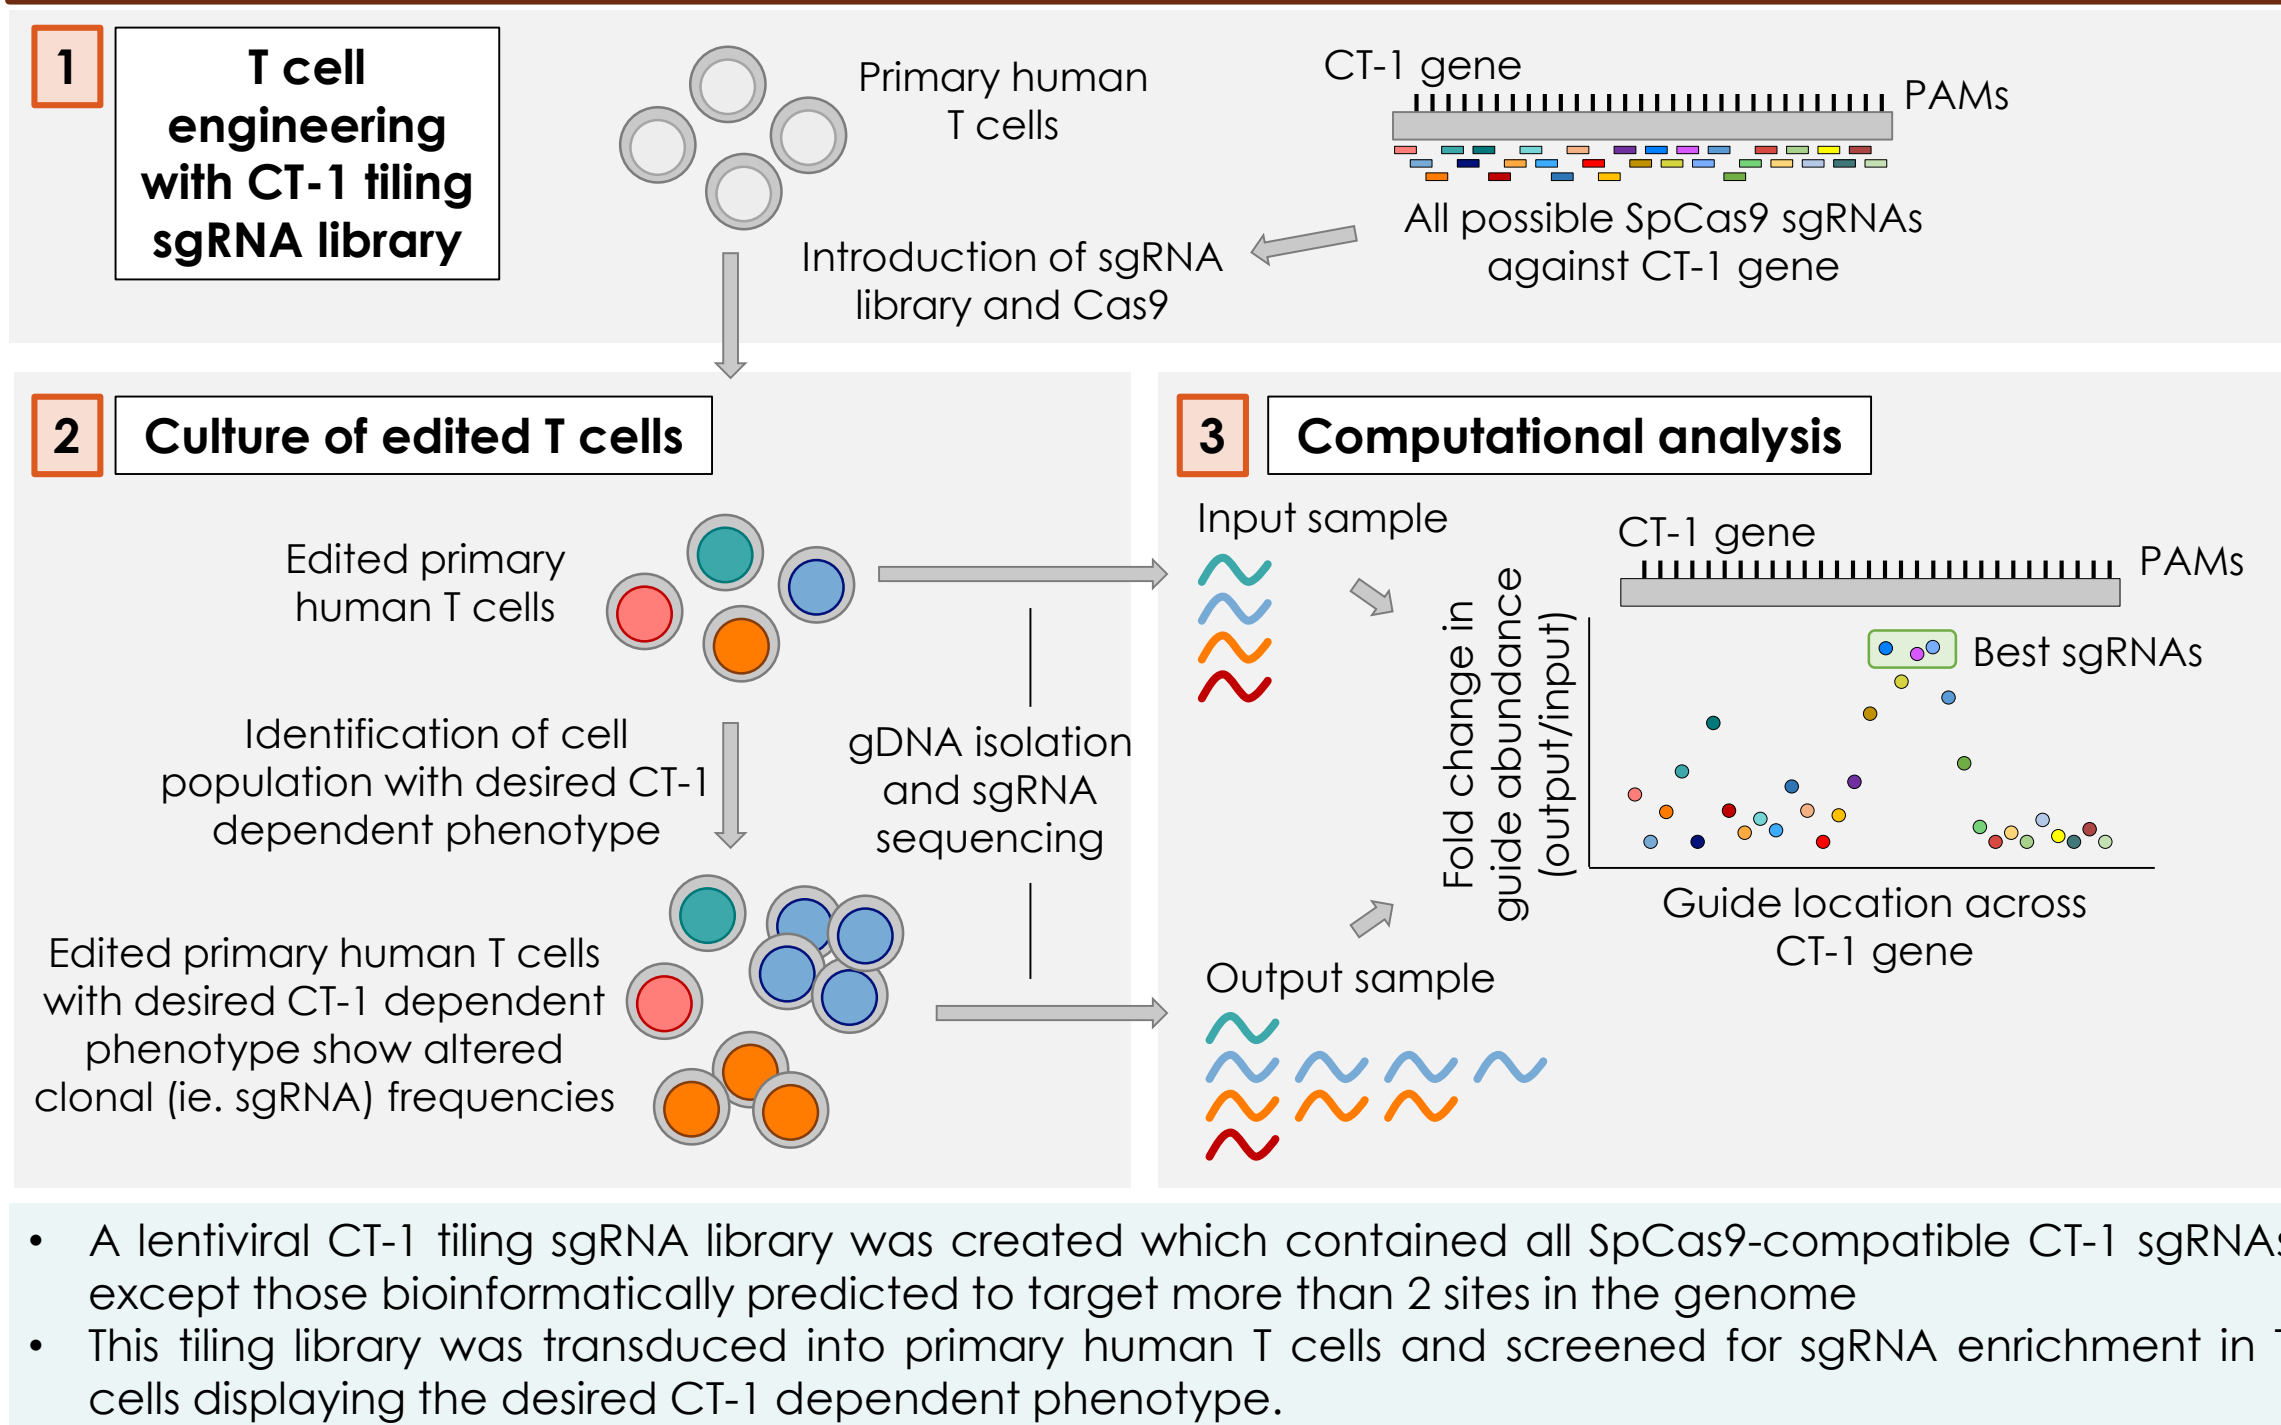 1
T cell
engineering
with CT-1 tiling
sgRNA library
Primary human
T cells
CT-1 gene
PAMs
All possible SpCas9 sgRNAs
against CT-1 gene
Introduction of sgRNA
library and Cas9
2
Culture of edited T cells
Edited primary
human T cells
Identification of cell
population with desired CT-1
dependent phenotype
gDNA isolation
and sgRNA
sequencing
Edited primary human T cells
with desired CT-1 dependent
phenotype show altered
clonal (ie. sgRNA) frequencies
3
Computational analysis
Input sample
CT-1 gene
PAMs
Fold change in
guide abundance
(output/input)
Best sgRNAs
Guide location across
CT-1 gene
Output sample
• A lentiviral CT-1 tiling sgRNA library was created which contained all SpCas9-compatible CT-1 sgRNAs
except those bioinformatically predicted to target more than 2 sites in the genome
• This tiling library was transduced into primary human T cells and screened for sgRNA enrichment in T
cells displaying the desired CT-1 dependent phenotype.